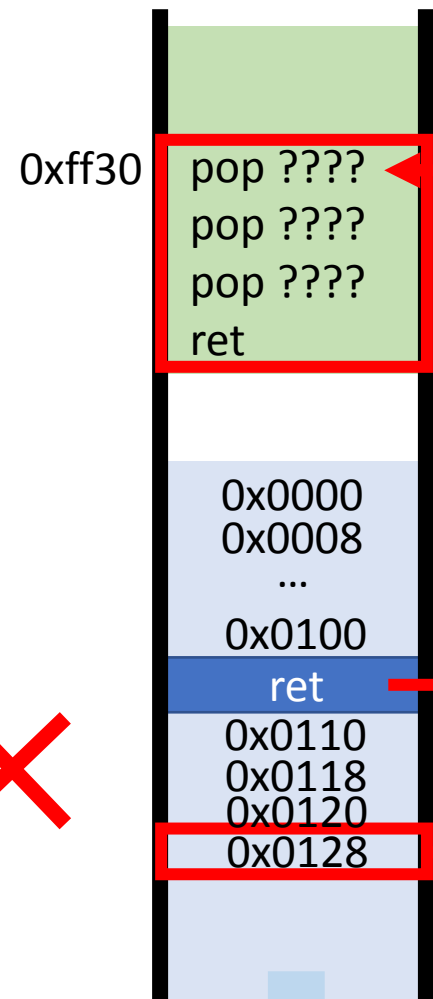 0xff30
pop ????
pop ????
pop ????
ret
0x0000
0x0008
...
0x0100
ret
0x0110
0x0118
0x0120
0x0128